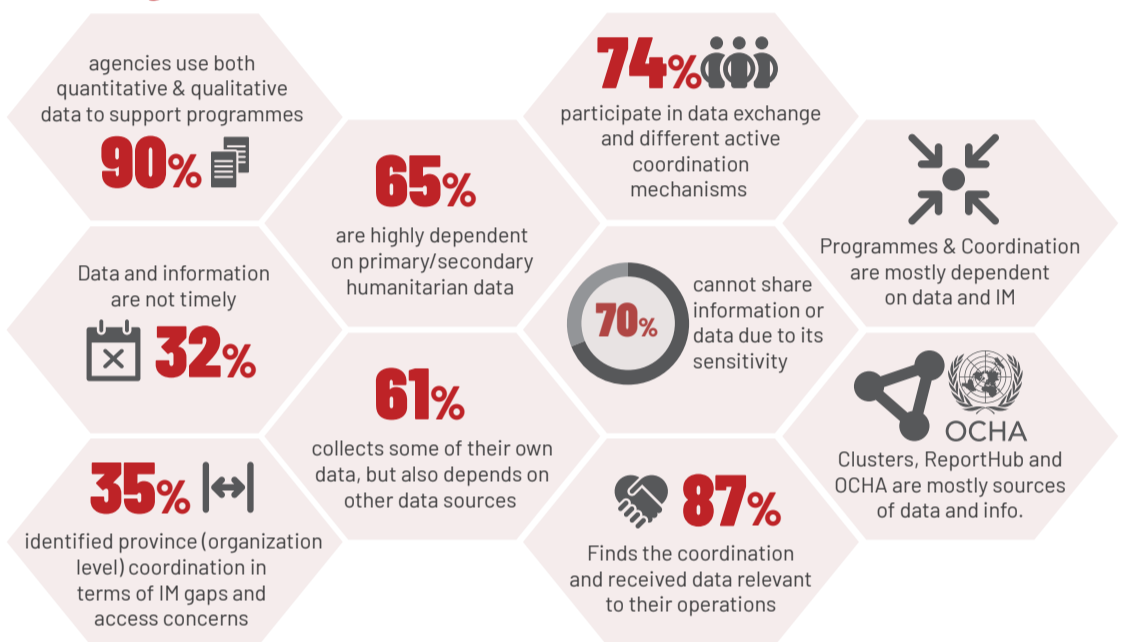 agencies use both
quantitative & qualitative
data to support programmes
90%
65%
are highly dependent
on primary/secondary
humanitarian data
74%
participate in data exchange
and different active
coordination
mechanisms
Programmes & Coordination
are mostly dependent
on data and IM
Data and information
are not timely
32%
61%
collects some of their own
data, but also depends on
other data sources
70%
cannot share
information or
data due to its
sensitivity
OCHA
Clusters, ReportHub and
OCHA are mostly sources
of data and info.
35%
identified province (organization
level) coordination in
terms of IM gaps and
access concerns
87%
Finds the coordination
and received data relevant
to their operations